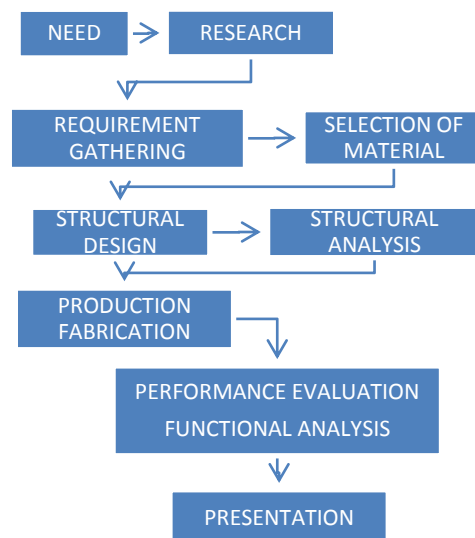 NEED
RESEARCH
REQUIREMENT
GATHERING
SELECTION OF
MATERIAL
STRUCTURAL
DESIGN
STRUCTURAL
ANALYSIS
PRODUCTION
FABRICATION
PERFORMANCE EVALUATION
FUNCTIONAL ANALYSIS
PRESENTATION